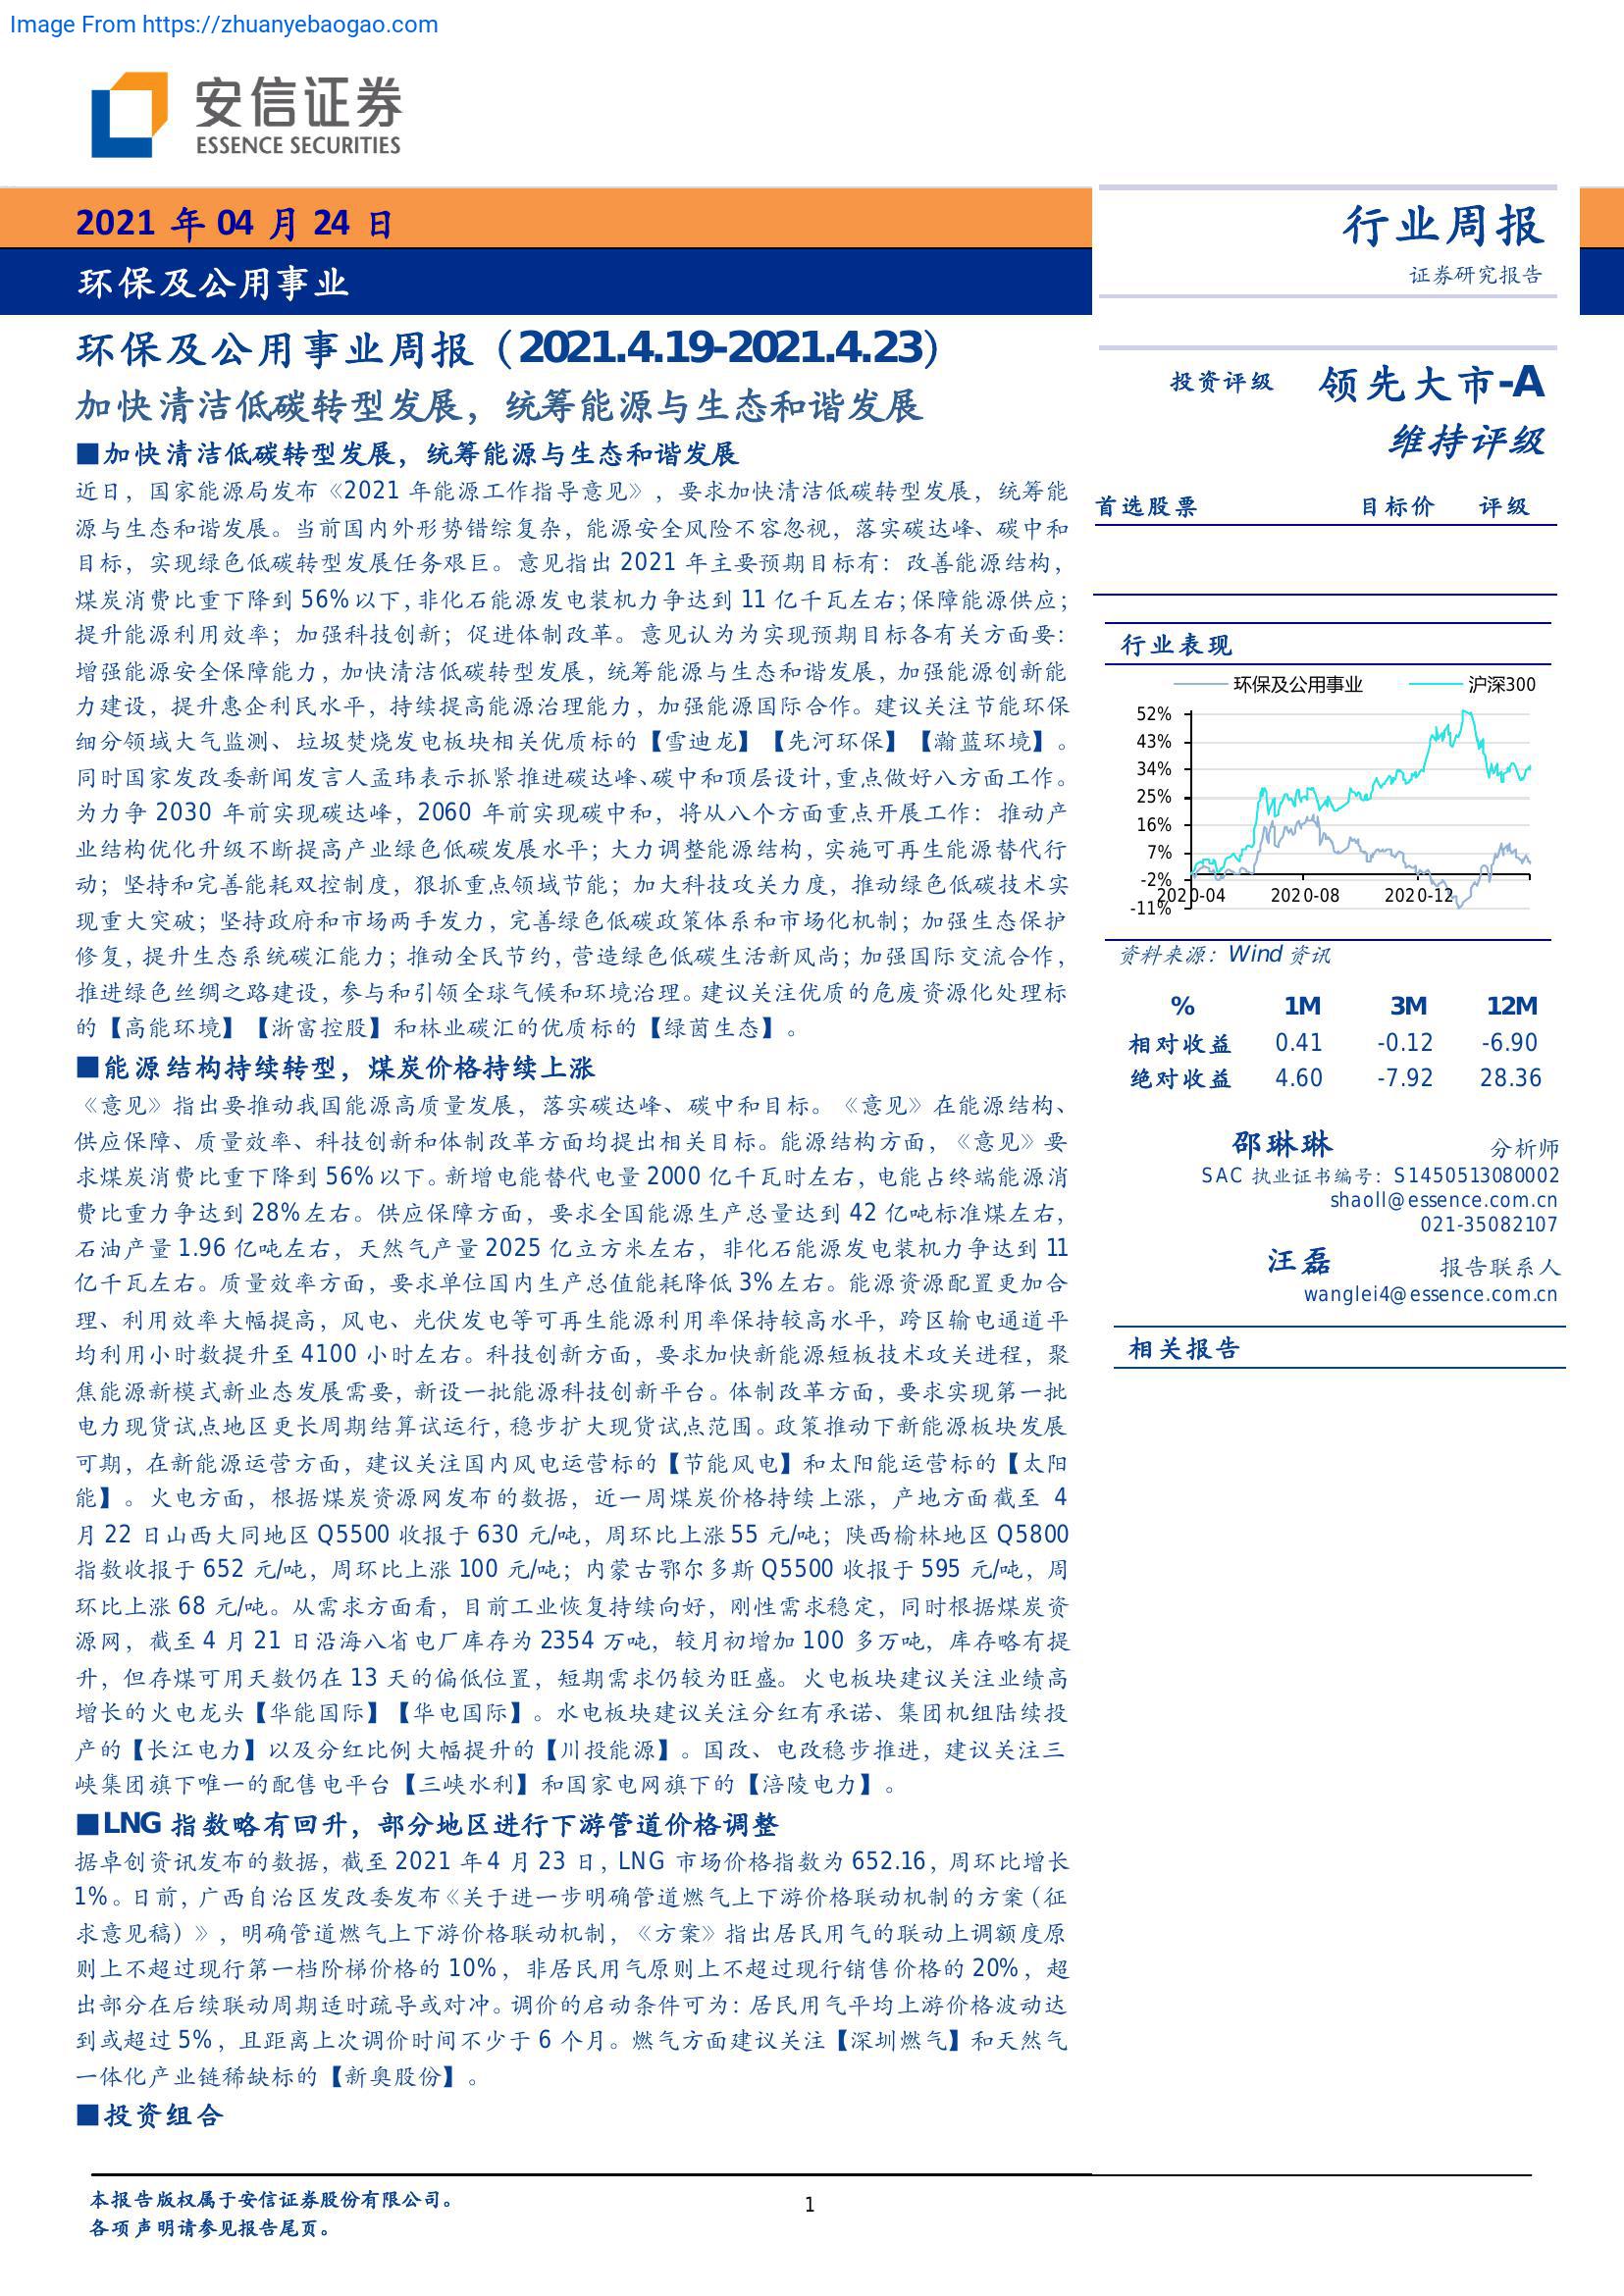 Image From https://zhuanyebaogao.com
安信证券
ESSENCE SECURITIES
2021 年 04 月 24 日
环保及公用事业
行业周报
证券研究报告
环保及公用事业周报（2021.4.19-2021.4.23）
加快清洁低碳转型发展，统筹能源与生态和谐发展
■加快清洁低碳转型发展，统筹能源与生态和谐发展
近日，国家能源局发布《2021 年能源工作指导意见》，要求加快清洁低碳转型发展，统筹能
源与生态和谐发展。当前国内外形势错综复杂，能源安全风险不容忽视，落实碳达峰、碳中和
目标，实现绿色低碳转型发展任务艰巨。意见指出 2021 年主要预期目标有：改善能源结构，
煤炭消费比重下降到 56%以下，非化石能源发电装机力争达到 11 亿千瓦左右；保障能源供应；
提升能源利用效率；加强科技创新；促进体制改革。意见认为为实现预期目标各有关方面要：
增强能源安全保障能力，加快清洁低碳转型发展，统筹能源与生态和谐发展，加强能源创新能
力建设，提升惠企利民水平，持续提高能源治理能力，加强能源国际合作。建议关注节能环保
细分领域大气监测、垃圾焚烧发电板块相关优质标的【雪迪龙】【先河环保】【瀚蓝环境】。
同时国家发改委新闻发言人孟玮表示抓紧推进碳达峰、碳中和顶层设计，重点做好八方面工作。
为力争 2030 年前实现碳达峰，2060 年前实现碳中和，将从八个方面重点开展工作：推动产
业结构优化升级不断提高产业绿色低碳发展水平；大力调整能源结构，实施可再生能源替代行
动；坚持和完善能耗双控制度，狠抓重点领域节能；加大科技攻关力度，推动绿色低碳技术实
现重大突破；坚持政府和市场两手发力，完善绿色低碳政策体系和市场化机制；加强生态保护
修复，提升生态系统碳汇能力；推动全民节约，营造绿色低碳生活新风尚；加强国际交流合作，
推进绿色丝绸之路建设，参与和引领全球气候和环境治理。建议关注优质的危废资源化处理标
的【高能环境】【浙富控股】和林业碳汇的优质标的【绿茵生态】。
■能源结构持续转型，煤炭价格持续上涨
《意见》指出要推动我国能源高质量发展，落实碳达峰、碳中和目标。《意见》在能源结构、
供应保障、质量效率、科技创新和体制改革方面均提出相关目标。能源结构方面，《意见》要
求煤炭消费比重下降到 56%以下。新增电能替代电量 2000 亿千瓦时左右，电能占终端能源消
费比重力争达到 28%左右。供应保障方面，要求全国能源生产总量达到 42 亿吨标准煤左右，
石油产量 1.96 亿吨左右，天然气产量 2025 亿立方米左右，非化石能源发电装机力争达到 11
亿千瓦左右。质量效率方面，要求单位国内生产总值能耗降低 3%左右。能源资源配置更加合
理、利用效率大幅提高，风电、光伏发电等可再生能源利用率保持较高水平，跨区输电通道平
均利用小时数提升至 4100 小时左右。科技创新方面，要求加快新能源短板技术攻关进程，聚
焦能源新模式新业态发展需要，新设一批能源科技创新平台。体制改革方面，要求实现第一批
电力现货试点地区更长周期结算试运行，稳步扩大现货试点范围。政策推动下新能源板块发展
可期，在新能源运营方面，建议关注国内风电运营标的【节能风电】和太阳能运营标的【太阳
能】。火电方面，根据煤炭资源网发布的数据，近一周煤炭价格持续上涨，产地方面截至 4
月 22 日山西大同地区 Q5500 收报于 630 元/吨，周环比上涨 55 元/吨；陕西榆林地区 Q5800
指数收报于 652 元/吨，周环比上涨 100 元/吨；内蒙古鄂尔多斯 Q5500 收报于 595 元/吨，周
环比上涨 68 元/吨。从需求方面看，目前工业恢复持续向好，刚性需求稳定，同时根据煤炭资
源网，截至 4 月 21 日沿海八省电厂库存为 2354 万吨，较月初增加 100 多万吨，库存略有提
升，但存煤可用天数仍在 13 天的偏低位置，短期需求仍较为旺盛。火电板块建议关注业绩高
增长的火电龙头【华能国际】【华电国际】。水电板块建议关注分红有承诺、集团机组陆续投
产的【长江电力】以及分红比例大幅提升的【川投能源】。国改、电改稳步推进，建议关注三
峡集团旗下唯一的配售电平台【三峡水利】和国家电网旗下的【涪陵电力】。
■LNG 指数略有回升，部分地区进行下游管道价格调整
据卓创资讯发布的数据，截至 2021 年 4 月 23 日，LNG 市场价格指数为 652.16，周环比增长
1%。日前，广西自治区发改委发布《关于进一步明确管道燃气上下游价格联动机制的方案（征
求意见稿）》，明确管道燃气上下游价格联动机制，《方案》指出居民用气的联动上调额度原
则上不超过现行第一档阶梯价格的 10%，非居民用气原则上不超过现行销售价格的 20%，超
出部分在后续联动周期适时疏导或对冲。调价的启动条件可为：居民用气平均上游价格波动达
到或超过 5%，且距离上次调价时间不少于 6 个月。燃气方面建议关注【深圳燃气】和天然气
一体化产业链稀缺标的【新奥股份】。
■投资组合
投资评级 领先大市-A
维持评级
首选股票 目标价 评级
行业表现
环保及公用事业 沪深300
52%
43%
34%
25%
16%
7%
-2%
-11%
2020-04 2020-08 2020-12
资料来源：Wind 资讯
% 1M 3M 12M
相对收益 0.41 -0.12 -6.90
绝对收益 4.60 -7.92 28.36
邵琳琳 分析师
SAC 执业证书编号：S1450513080002
shaoll@essence.com.cn
021-35082107
汪磊 报告联系人
wanglei4@essence.com.cn
相关报告
本报告版权属于安信证券股份有限公司。
各项声明请参见报告尾页。
1